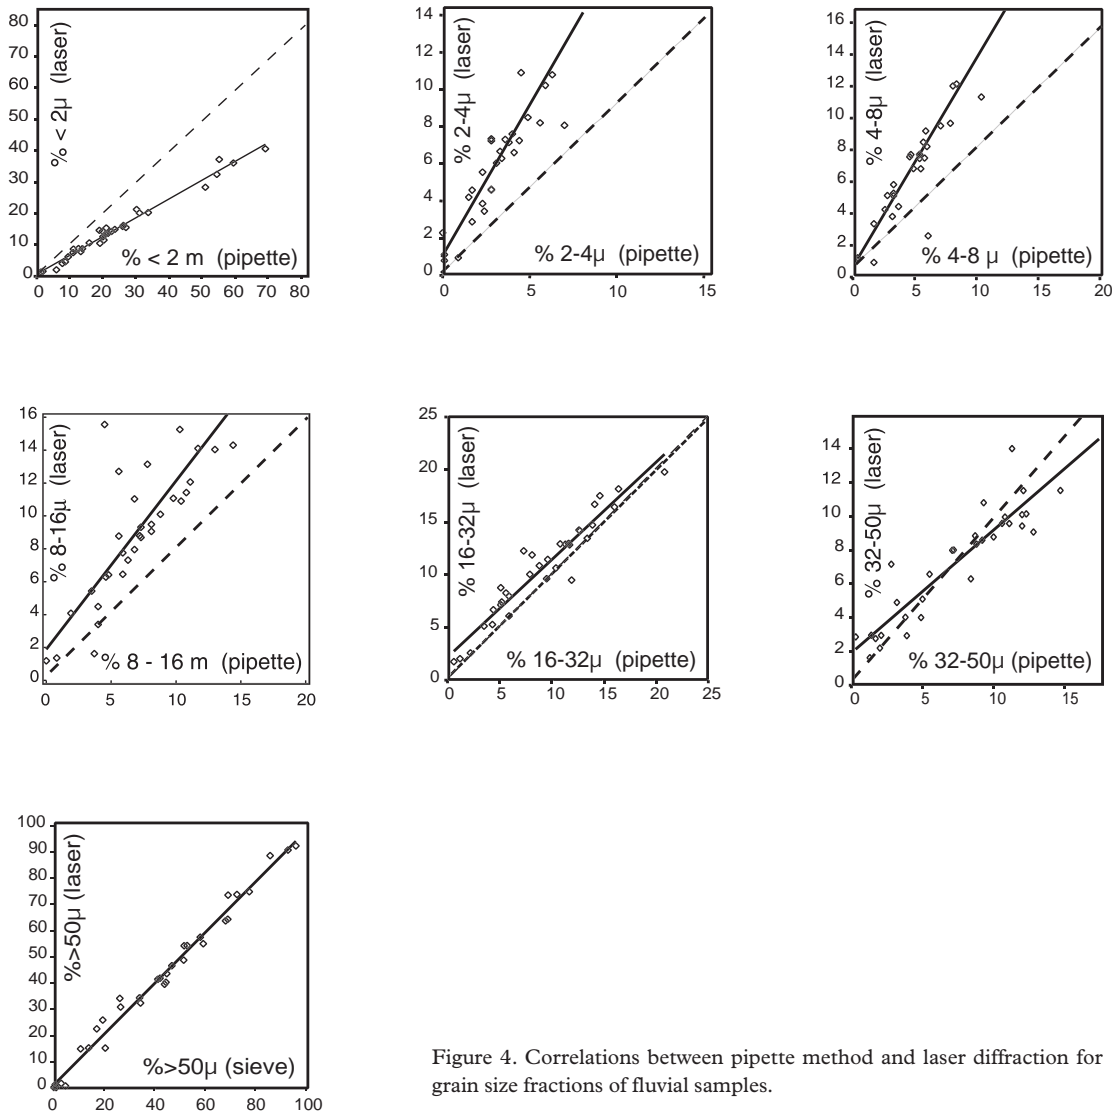 80
70
60
50
40
30
20
10
0
% < 2µ (laser)
% < 2 m (pipette)
0 10 20 30 40 50 60 70 80
14
12
10
8
6
4
2
0
% 2-4µ (laser)
% 2-4µ (pipette)
0 5 10 15
16
14
12
10
8
6
4
2
0
% 4-8µ (laser)
% 4-8 µ (pipette)
0 5 10 15 20
16
14
12
10
8
6
4
2
0
% 8-16µ (laser)
% 8 - 16 m (pipette)
0 5 10 15 20
25
20
15
10
5
0
% 16-32µ (laser)
% 16-32µ (pipette)
0 5 10 15 20 25
14
12
10
8
6
4
2
0
% 32-50µ (laser)
% 32-50µ (pipette)
0 5 10 15
100
90
80
70
60
50
40
30
20
10
0
%>50µ (laser)
%>50µ (sieve)
0 20 40 60 80 100
Figure 4. Correlations between pipette method and laser diffraction for
grain size fractions of fluvial samples.